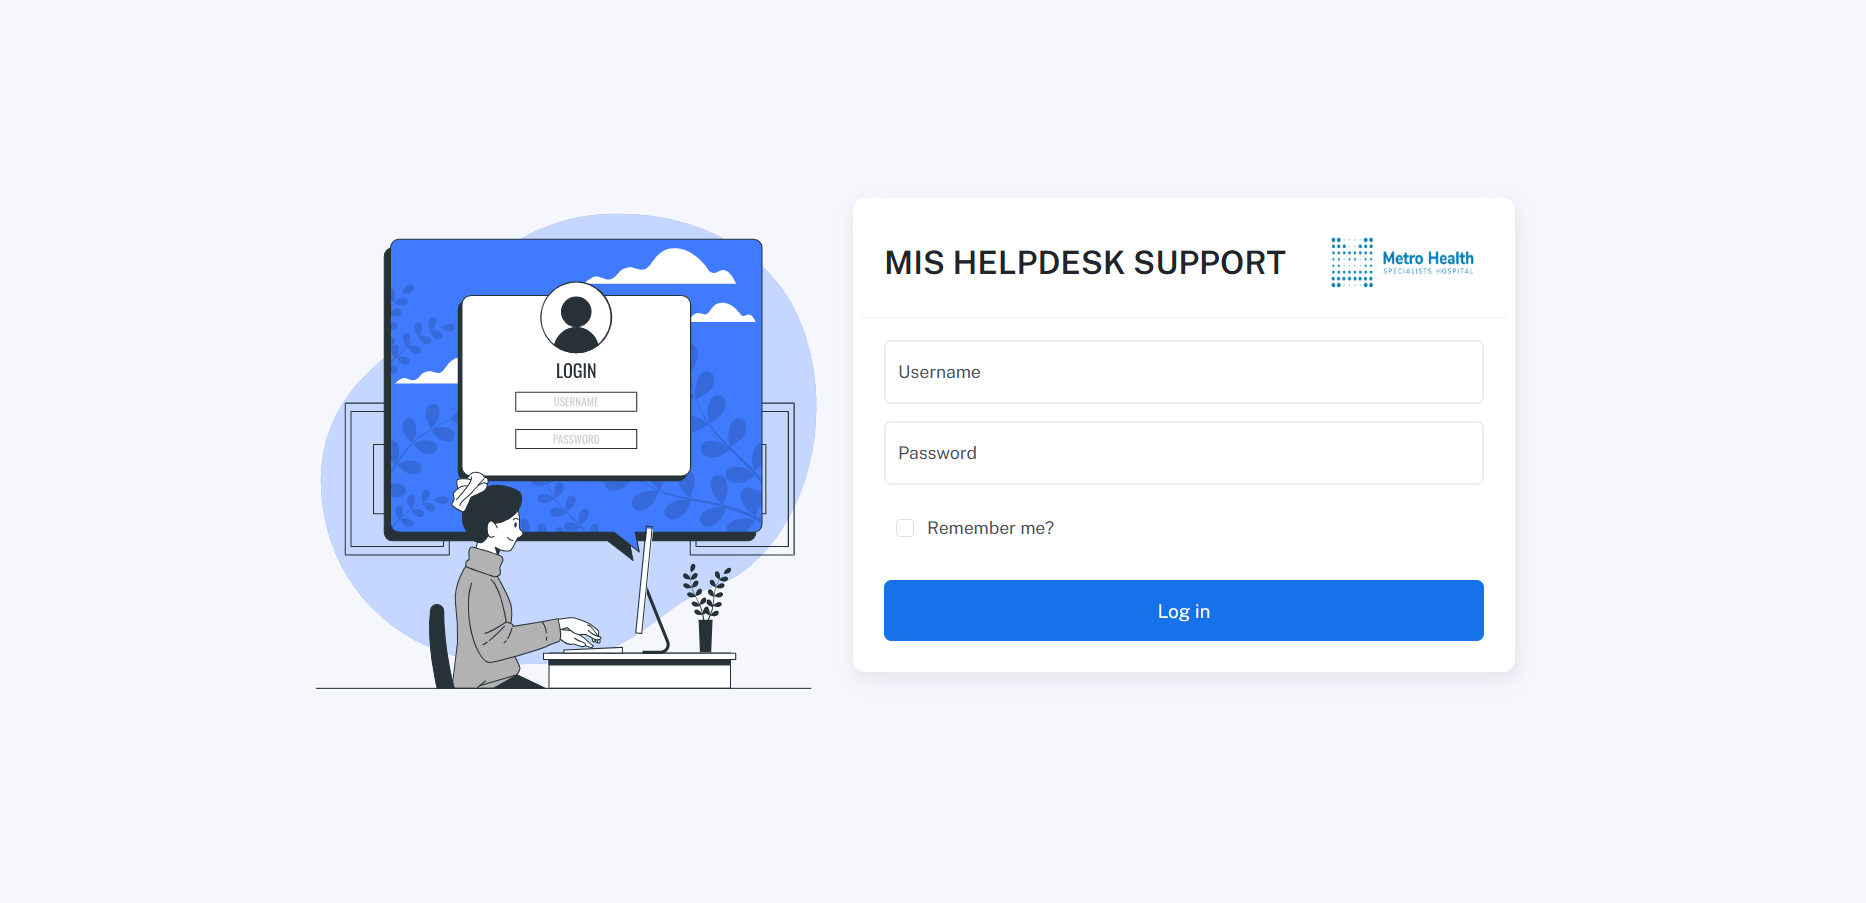 LOGIN
USERNAME
PASSWORD
MIS HELPDESK SUPPORT
Metro Health
SPECIALISTS HOSPITAL
Username
Password
Remember me?
Log in